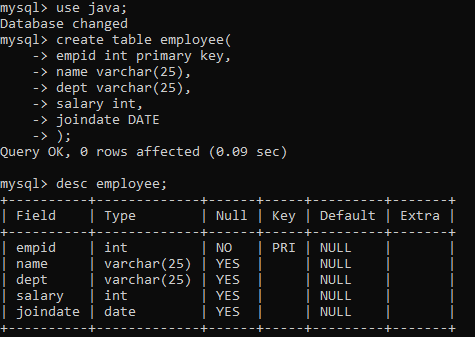 mysql> use java;
Database changed
mysql> create table employee(
    -> empid int primary key,
    -> name varchar(25),
    -> dept varchar(25),
    -> salary int,
    -> joindate DATE
    -> );
Query OK, 0 rows affected (0.09 sec)

mysql> desc employee;
+----------+-------------+------+-----+---------+-------+
| Field    | Type        | Null | Key | Default | Extra |
+----------+-------------+------+-----+---------+-------+
| empid    | int         | NO   | PRI | NULL    |       |
| name     | varchar(25) | YES  |     | NULL    |       |
| dept     | varchar(25) | YES  |     | NULL    |       |
| salary   | int         | YES  |     | NULL    |       |
| joindate | date        | YES  |     | NULL    |       |
+----------+-------------+------+-----+---------+-------+